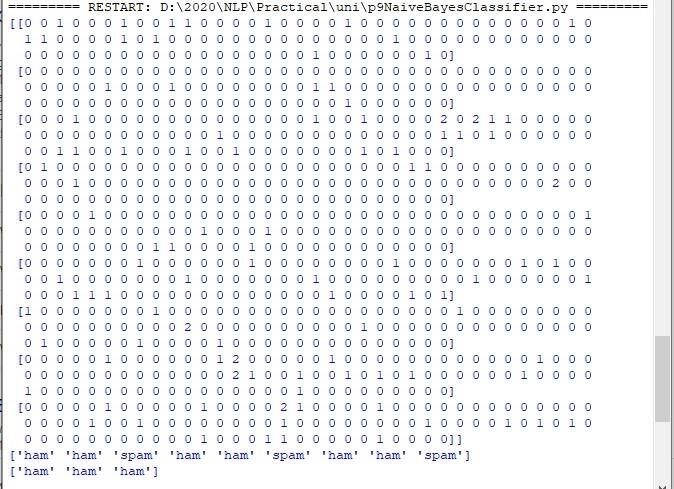 ========= RESTART: D:\2020\NLP\Practical\uni\p9NaiveBayesClassifier.py =========
[[0 0 1 0 0 0 1 0 0 1 1 0 0 0 0 1 0 0 0 0 1 0 0 0 0 0 0 0 0 0 0 0 0 0 1 0
1 1 0 0 0 0 1 0 1 0 0 0 0 0 0 0 0 0 0 0 0 0 0 1 0 0 0 0 0 0 0 0 0 0 0 0
0 0 0 0 0 0 0 0 0 0 0 0 0 0 0 0 0 0 1 0 0 0 0 0 0 1 0]
[0 0 0 0 0 0 0 0 0 0 0 0 0 0 0 0 0 0 0 0 0 0 0 0 0 0 0 0 0 0 0 0 0 0 0 0
0 0 0 0 0 1 0 0 0 1 0 0 0 0 0 0 0 0 1 1 0 0 0 0 0 0 0 0 0 0 0 0 0 0 0 0
0 0 0 0 0 0 0 0 0 0 0 0 0 0 0 0 0 0 0 0 1 0 0 0 0 0 0]
[0 0 0 1 0 0 0 0 0 0 0 0 0 0 0 0 0 0 1 0 0 1 0 0 0 0 2 0 2 1 1 0 0 0 0 0
0 0 0 0 0 0 0 0 0 0 0 0 1 0 0 0 0 0 0 0 0 0 0 0 0 0 1 1 0 1 0 0 0 0 0 0
0 0 1 1 0 0 1 0 0 0 1 0 0 1 0 0 0 0 0 0 0 1 0 1 0 0 0]
[0 1 0 0 0 0 0 0 0 0 0 0 0 0 0 0 0 0 0 0 0 0 0 0 1 1 0 0 0 0 0 0 0 0 0 0
0 0 0 1 0 0 0 0 0 0 0 0 0 0 0 0 0 0 0 0 0 0 0 0 0 0 0 0 0 0 0 0 0 2 0 0
0 0 0 0 0 0 0 0 0 0 0 0 0 0 0 0 0 0 0 0 0 0 0 0 0 0 0]
[0 0 0 0 1 0 0 0 0 0 0 0 0 0 0 0 0 0 0 0 0 0 0 0 0 0 0 0 0 0 0 0 0 0 0 1
0 0 0 0 0 0 0 0 0 0 0 1 0 0 0 1 0 0 0 0 0 0 0 0 0 0 0 0 0 0 0 0 0 0 0 0
0 0 0 0 0 0 0 0 1 1 0 0 0 0 1 0 0 0 0 0 0 0 0 0 0 0 0]
[0 0 0 0 0 0 0 1 0 0 0 0 0 0 1 0 0 0 0 0 0 0 0 1 0 0 0 0 0 0 0 1 0 1 0 0
0 0 1 0 0 0 0 0 0 0 1 0 0 0 0 0 0 0 1 0 0 0 0 0 0 0 0 0 1 0 0 0 0 0 0 1
0 0 0 1 1 1 0 0 0 0 0 0 0 0 0 0 0 0 0 1 0 0 0 0 1 0 1]
[1 0 0 0 0 0 0 0 1 0 0 0 0 0 0 0 0 0 0 0 0 0 0 0 0 0 0 1 0 0 0 0 0 0 0 0
0 0 0 0 0 0 0 0 0 0 2 0 0 0 0 0 0 0 0 0 0 1 0 0 0 0 0 0 0 0 0 0 0 0 0 0
0 1 0 0 0 0 0 1 0 0 0 0 1 0 0 0 0 0 0 0 0 0 0 0 0 0 0]
[0 0 0 0 0 1 0 0 0 0 0 0 1 2 0 0 0 0 0 1 0 0 0 0 0 0 0 0 0 0 0 0 1 0 0 0
0 0 0 0 0 0 0 0 0 0 0 0 0 2 1 0 0 1 0 0 1 0 1 0 1 0 0 0 0 0 0 1 0 0 0 0
1 0 0 0 0 0 0 0 0 0 0 0 0 0 0 0 0 1 0 0 0 0 0 0 0 0 0]
[0 0 0 0 0 1 0 0 0 0 0 1 0 0 0 0 2 1 0 0 0 0 1 0 0 0 0 0 0 0 0 0 0 0 0 0
0 0 0 0 1 0 0 1 0 0 0 0 0 0 0 0 1 0 0 0 0 0 0 0 0 1 0 0 0 0 1 0 1 0 1 0
0 0 0 0 0 0 0 0 0 0 0 1 0 0 0 1 1 0 0 0 0 0 1 0 0 0 0]]
['ham' 'ham' 'spam' 'ham' 'ham' 'spam' 'ham' 'ham' 'spam']
['ham' 'ham' 'ham']